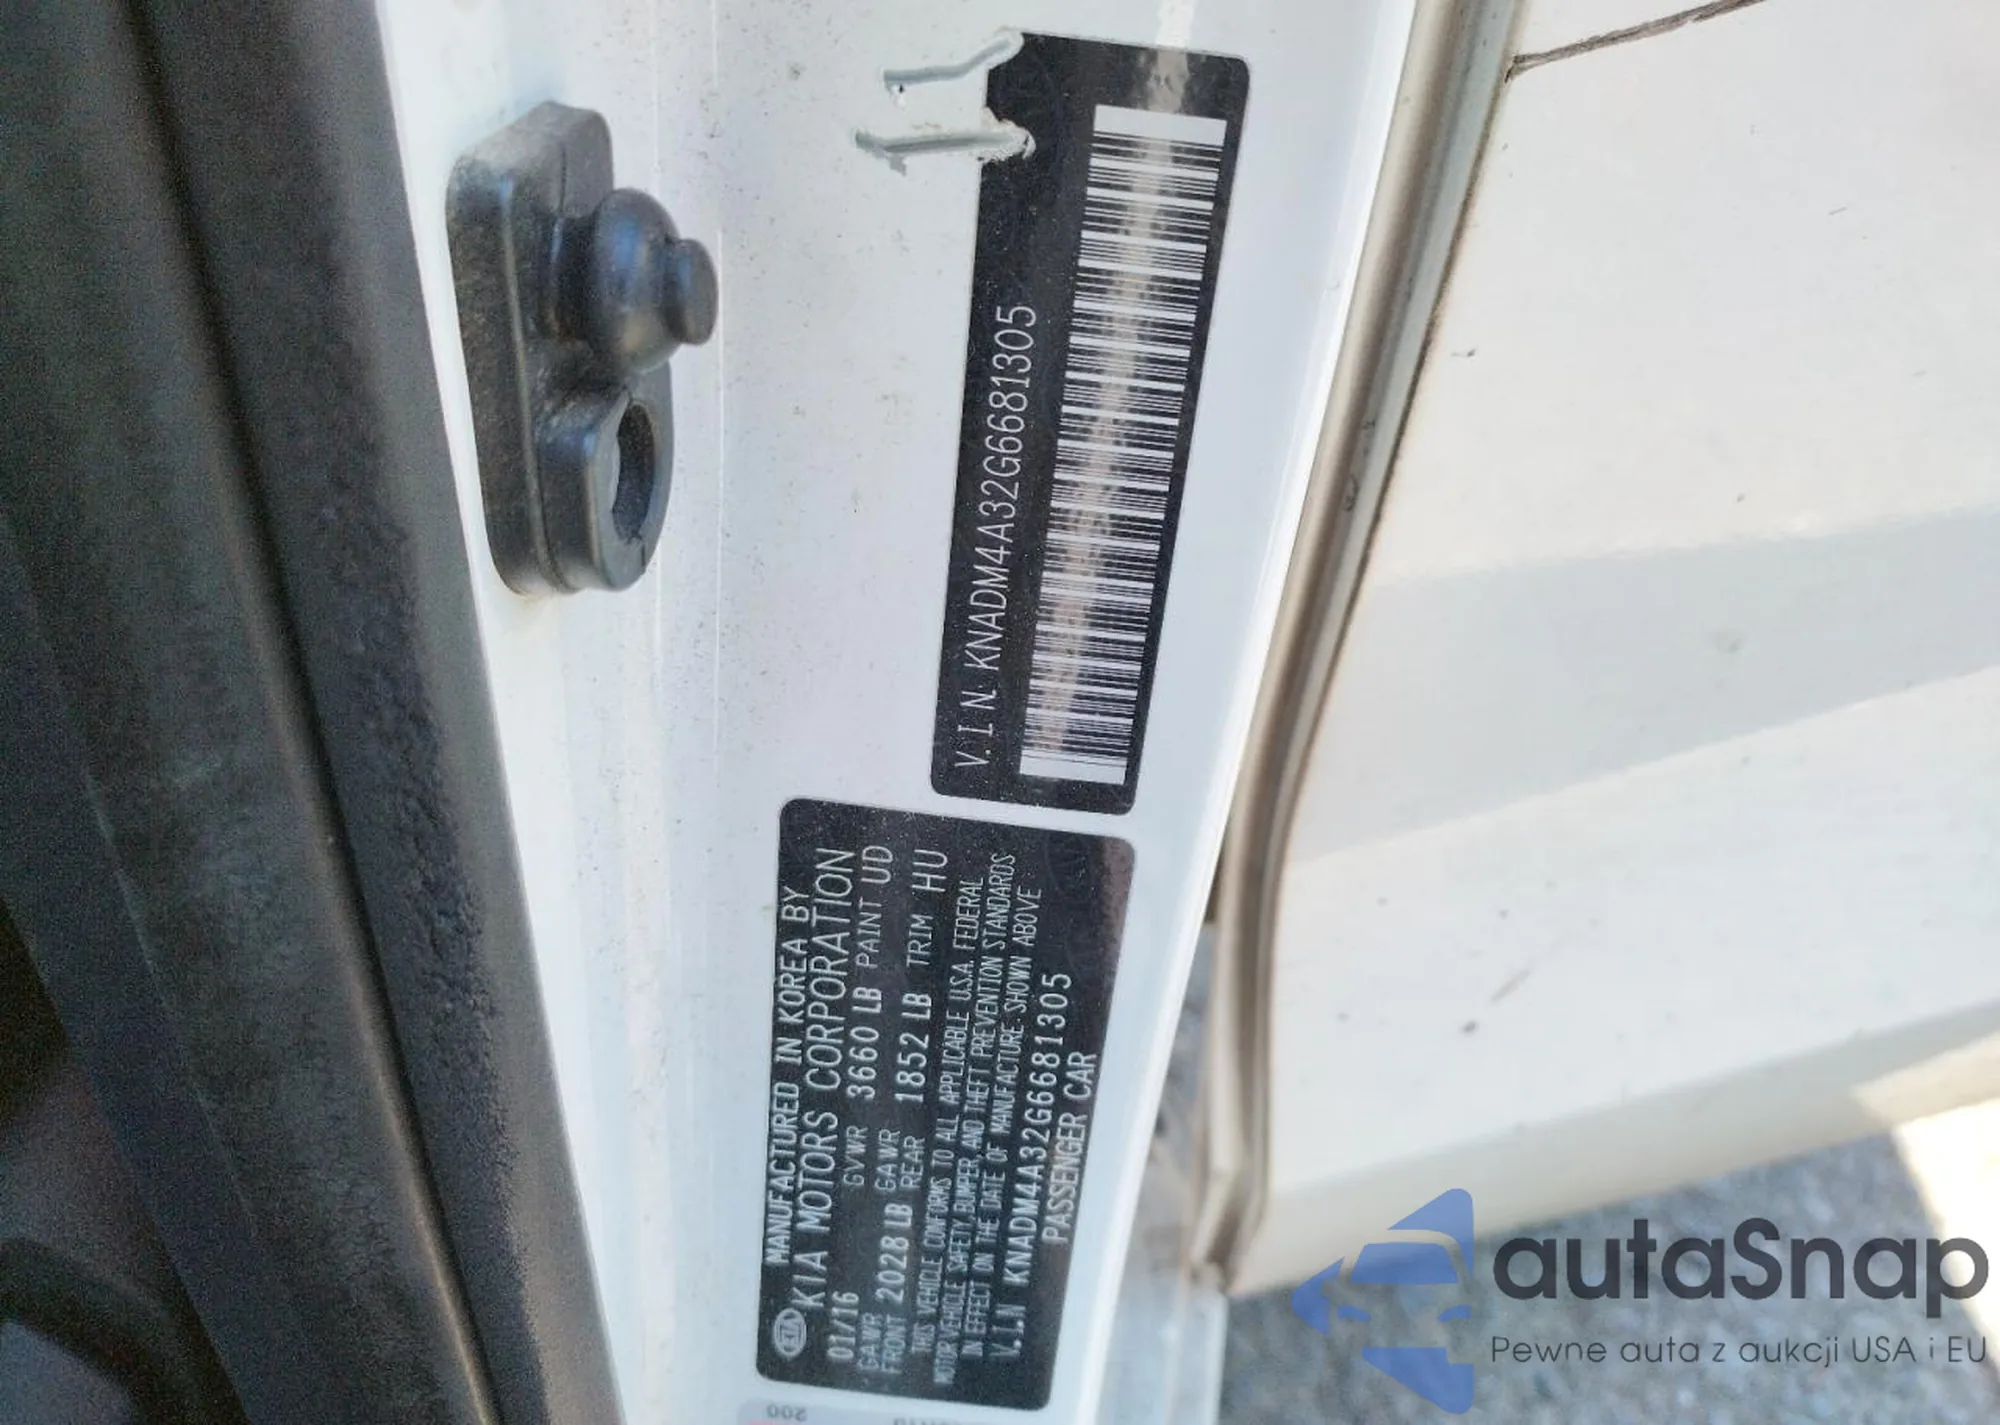 V.I.N. KNADM4A32G6681305
KIA
MANUFACTURED IN KOREA BY
KIA MOTORS CORPORATION
01/16 GVWR 3660 LB PAINT UD
GAWR FRONT 2028 LB GAWR REAR 1852 LB TRIM HU
THIS VEHICLE CONFORMS TO ALL APPLICABLE U.S.A. FEDERAL
MOTOR VEHICLE SAFETY, BUMPER, AND THEFT PREVENTION STANDARDS
IN EFFECT ON THE DATE OF MANUFACTURE SHOWN ABOVE
V.I.N KNADM4A32G6681305
PASSENGER CAR
200
autaSnap
Pewne auta z aukcji USA i EU